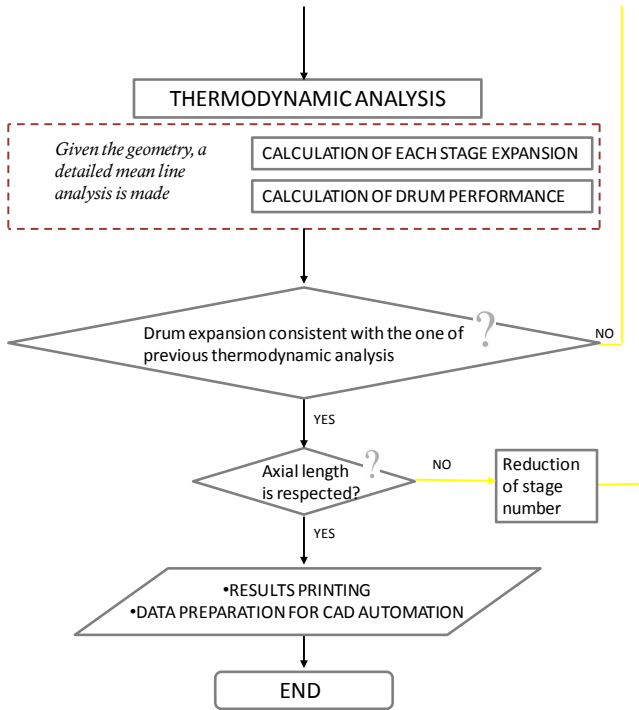 THERMODYNAMIC ANALYSIS
Given the geometry, a
detailed mean line
analysis is made
CALCULATION OF EACH STAGE EXPANSION
CALCULATION OF DRUM PERFORMANCE
Drum expansion consistent with the one of
previous thermodynamic analysis
?
NO
YES
Axial length
is respected?
?
NO
Reduction
of stage
number
YES
•RESULTS PRINTING
•DATA PREPARATION FOR CAD AUTOMATION
END